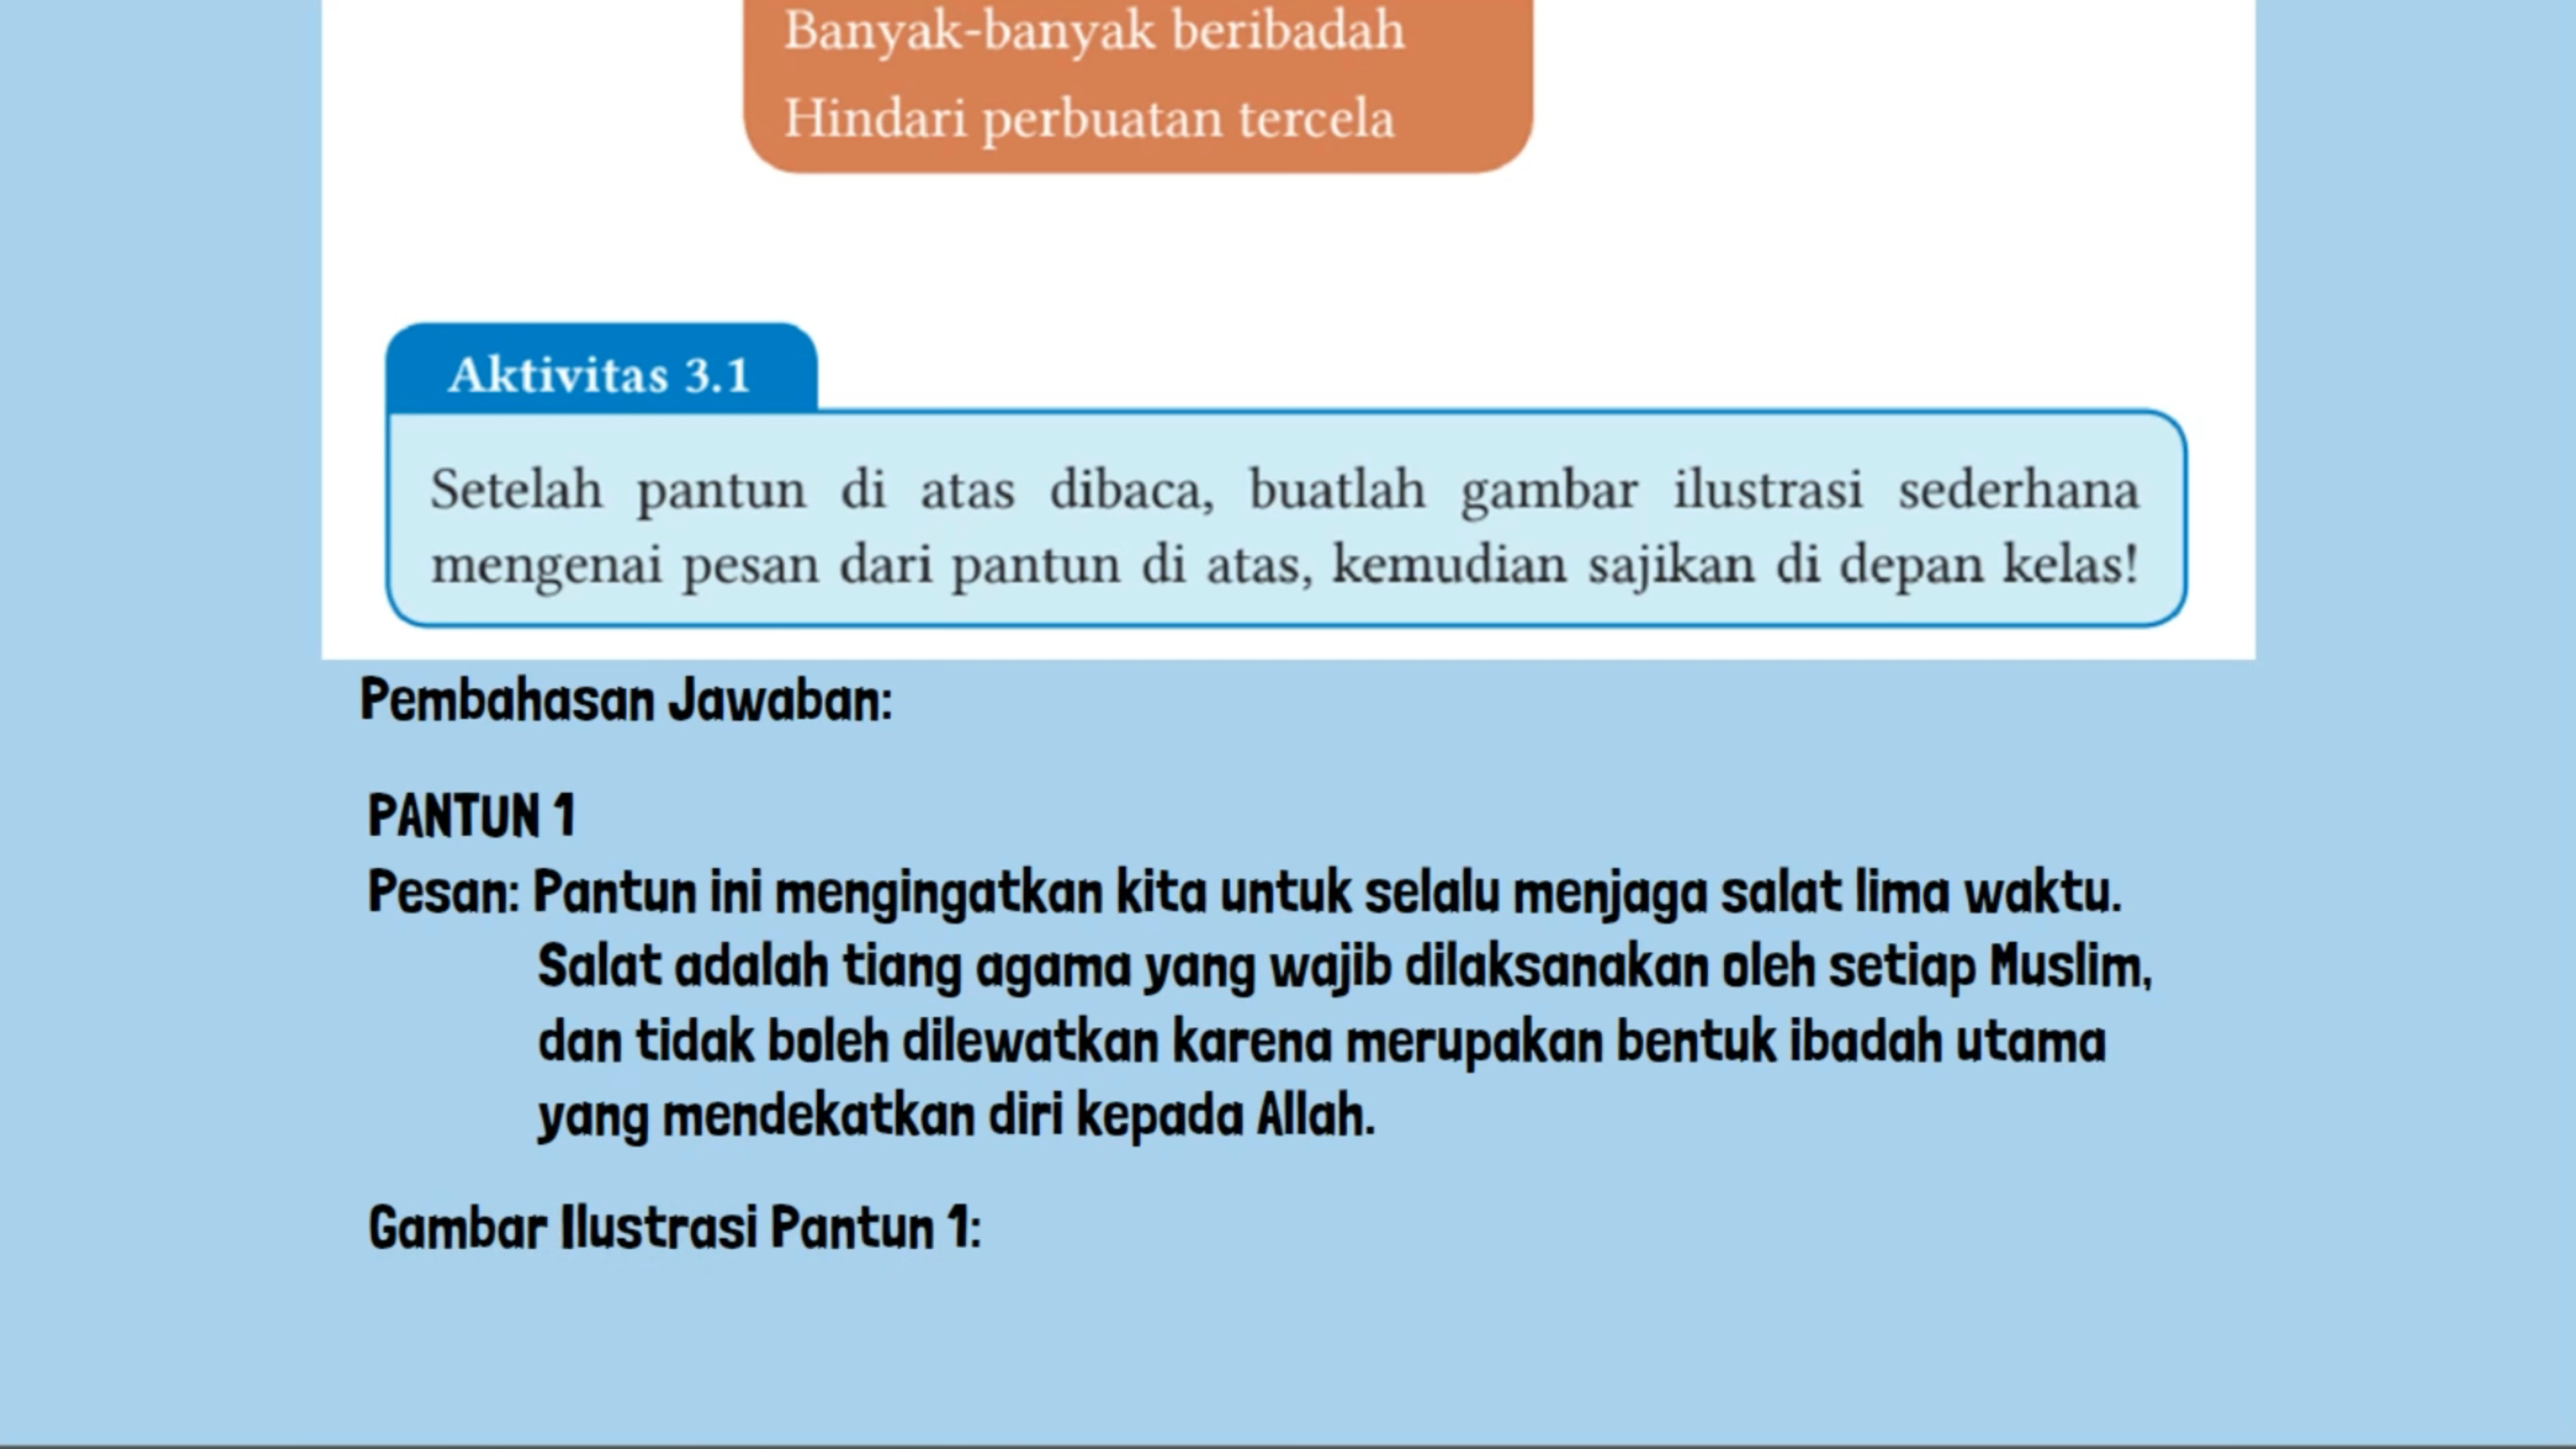 Banyak-banyak beribadah
Hindari perbuatan tercela
Aktivitas 3.1
Setelah pantun di atas dibaca, buatlah gambar ilustrasi sederhana
mengenai pesan dari pantun di atas, kemudian sajikan di depan kelas!
Pembahasan Jawaban:
PANTUN 1
Pesan: Pantun ini mengingatkan kita untuk selalu menjaga salat lima waktu.
Salat adalah tiang agama yang wajib dilaksanakan oleh setiap Muslim,
dan tidak boleh dilewatkan karena merupakan bentuk ibadah utama
yang mendekatkan diri kepada Allah.
Gambar Ilustrasi Pantun 1: